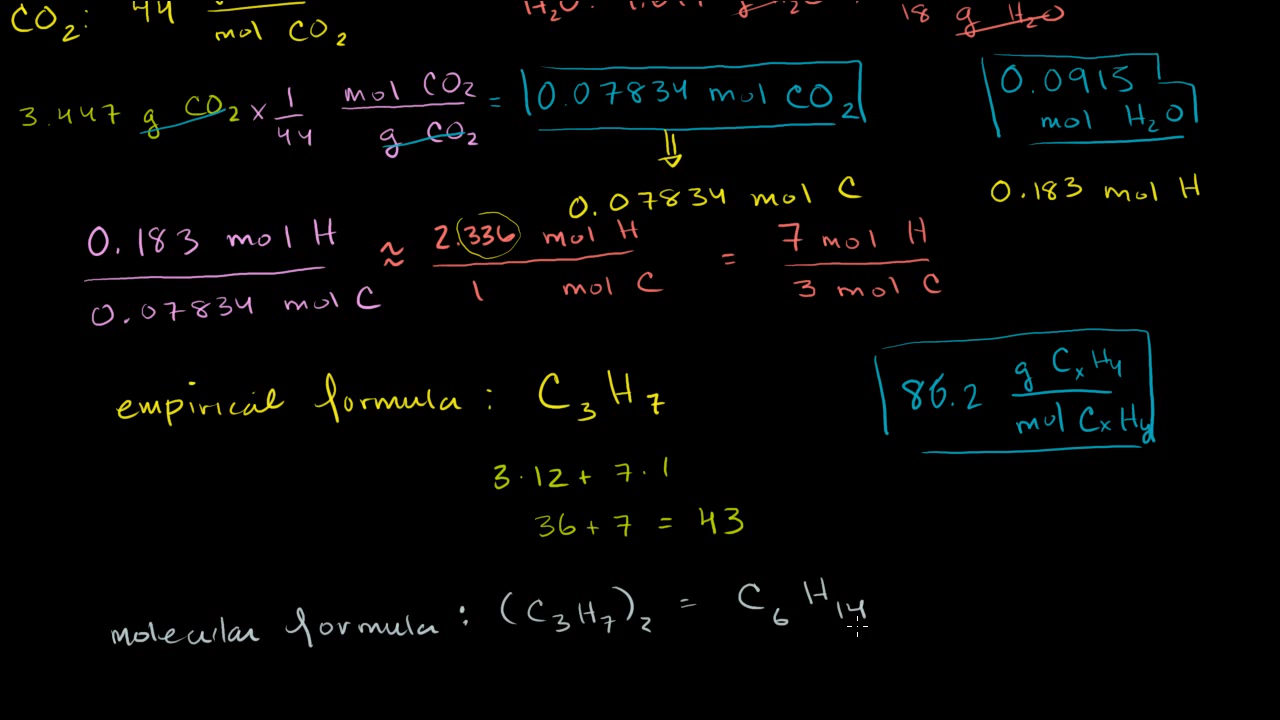 CO₂: 44 mol CO₂
H₂O: 18 g H₂O
3.447 g CO₂ × 1/44 mol CO₂/g CO₂ = 0.07834 mol CO₂
0.0915 mol H₂O
⇓
0.07834 mol C
0.183 mol H
0.183 mol H / 0.07834 mol C ≈ 2.336 mol H / 1 mol C = 7 mol H / 3 mol C
empirical formula: C₃H₇
86.2 g CₓHy / mol CₓHy
3·12 + 7·1
36 + 7 = 43
molecular formula: (C₃H₇)₂ = C₆H₁₄